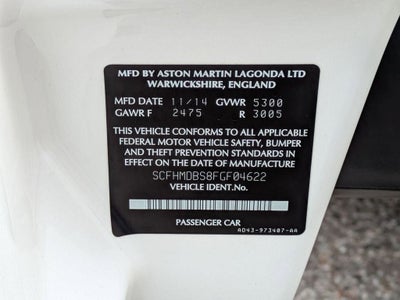 MFD BY ASTON MARTIN LAGONDA LTD
WARWICKSHIRE, ENGLAND
MFD DATE 11/14 GVWR 5300
GAWR F 2475 R 3005
THIS VEHICLE CONFORMS TO ALL APPLICABLE
FEDERAL MOTOR VEHICLE SAFETY, BUMPER
AND THEFT PREVENTION STANDARDS IN
EFFECT ON THE DATE OF MANUFACTURE
SCFHMDBS8FGF04622
VEHICLE IDENT.No.
PASSENGER CAR
AD43-973407-AA